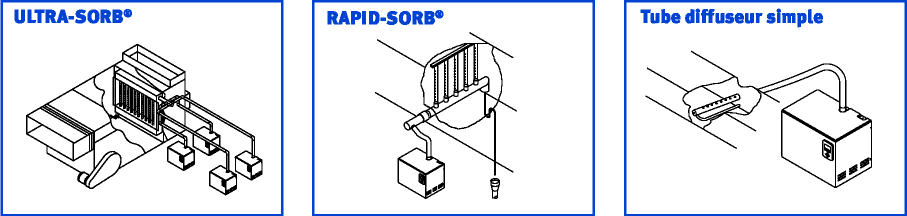 ULTRA-SORB®
RAPID-SORB®
Tube diffuseur simple